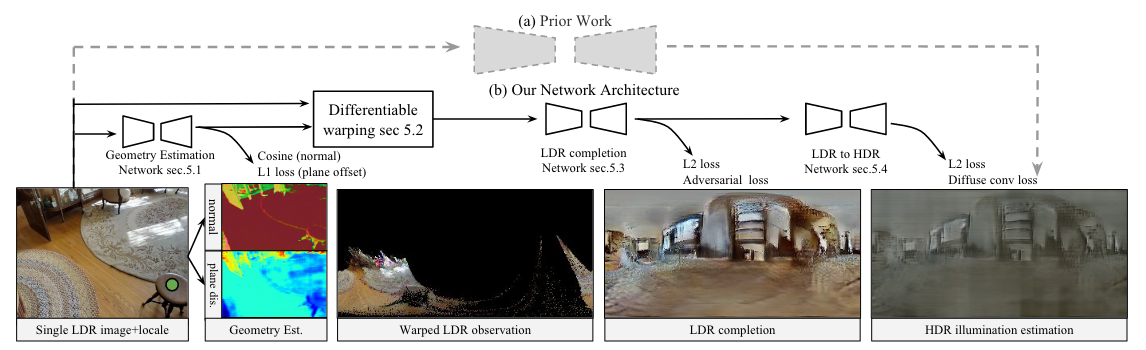 (a) Prior Work
(b) Our Network Architecture
Differentiable
warping sec 5.2
Geometry Estimation
Network sec.5.1
Cosine (normal)
L1 loss (plane offset)
LDR completion
Network sec.5.3
L2 loss
Adversarial loss
LDR to HDR
Network sec.5.4
L2 loss
Diffuse conv loss
normal
plane dis.
Single LDR image+locale
Geometry Est.
Warped LDR observation
LDR completion
HDR illumination estimation